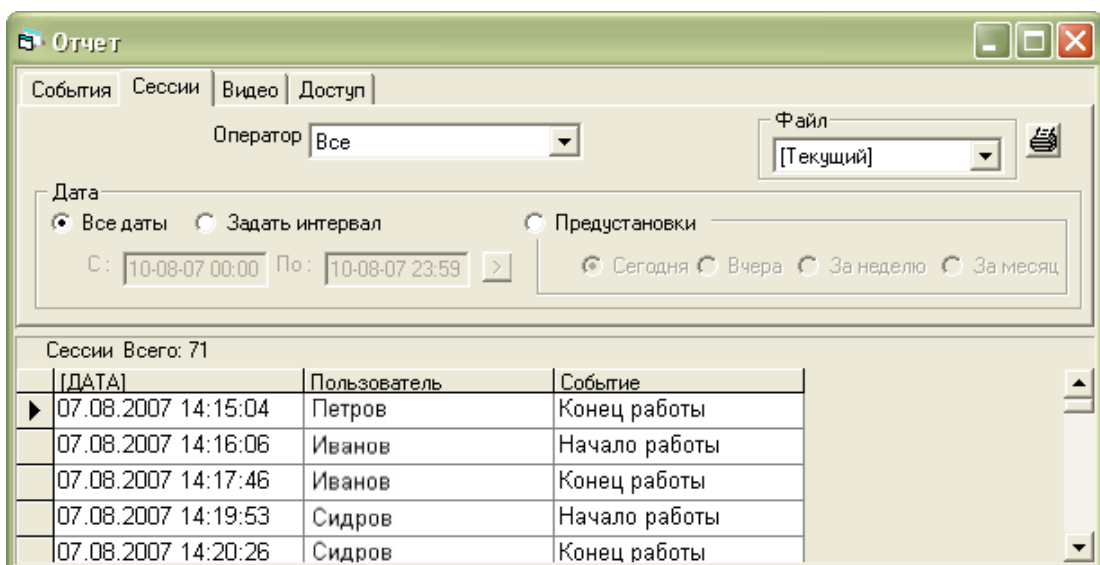 Отчет
События Сессии Видео Доступ
Оператор Все Файл
[Текущий]
Дата
Все даты Задать интервал Предустановки
С : 10-08-07 00:00 По : 10-08-07 23:59 > Сегодня Вчера За неделю За месяц
Сессии Всего: 71
[ДАТА] Пользователь Событие
07.08.2007 14:15:04 Петров Конец работы
07.08.2007 14:16:06 Иванов Начало работы
07.08.2007 14:17:46 Иванов Конец работы
07.08.2007 14:19:53 Сидров Начало работы
07.08.2007 14:20:26 Сидров Конец работы